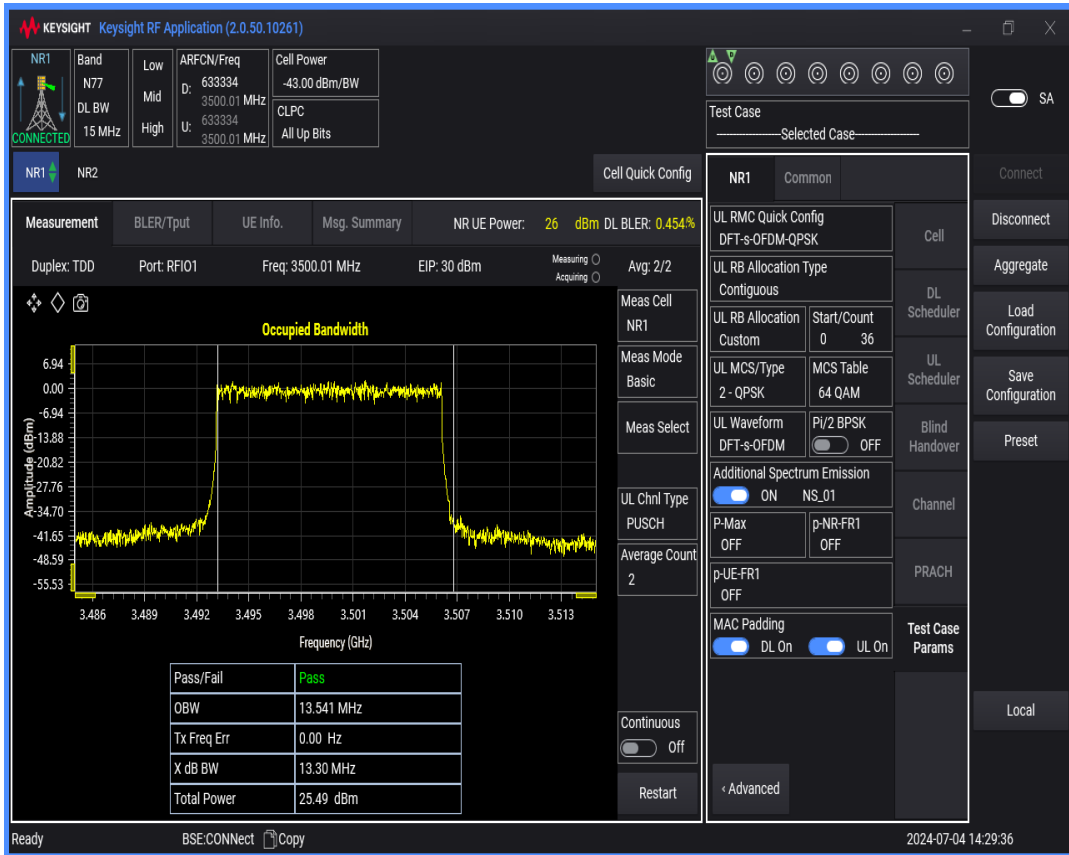 KEYSIGHT Keysight RF Application (2.0.50.10261)
NR1
CONNECTED
Band
N77
DL BW
15 MHz
Low
Mid
High
ARFCN/Freq
D: 633334
3500.01 MHz
U: 633334
3500.01 MHz
Cell Power
-43.00 dBm/BW
CLPC
All Up Bits
Test Case
-------------------Selected Case-------------------
SA
NR1
NR2
Cell Quick Config
Measurement
BLER/Tput
UE Info.
Msg. Summary
NR UE Power: 26 dBm DL BLER: 0.454%
Duplex: TDD
Port: RFIO1
Freq: 3500.01 MHz
EIP: 30 dBm
Measuring
Acquiring
Avg: 2/2
Occupied Bandwidth
Amplitude (dBm)
6.94
0.00
-6.94
-13.88
-20.82
-27.76
-34.70
-41.65
-48.59
-55.53
3.486 3.489 3.492 3.495 3.498 3.501 3.504 3.507 3.510 3.513
Frequency (GHz)
Pass/Fail Pass
OBW 13.541 MHz
Tx Freq Err 0.00 Hz
X dB BW 13.30 MHz
Total Power 25.49 dBm
Meas Cell
NR1
Meas Mode
Basic
Meas Select
UL Chnl Type
PUSCH
Average Count
2
Continuous
Off
Restart
NR1
Common
UL RMC Quick Config
DFT-s-OFDM-QPSK
UL RB Allocation Type
Contiguous
UL RB Allocation
Custom
Start/Count
0 36
UL MCS/Type
2 - QPSK
MCS Table
64 QAM
UL Waveform
DFT-s-OFDM
Pi/2 BPSK
OFF
Additional Spectrum Emission
ON NS_01
P-Max
OFF
p-NR-FR1
OFF
p-UE-FR1
OFF
MAC Padding
DL On UL On
‹ Advanced
Cell
DL
Scheduler
UL
Scheduler
Blind
Handover
Channel
PRACH
Test Case
Params
Connect
Disconnect
Aggregate
Load
Configuration
Save
Configuration
Preset
Local
Ready
BSE:CONNect
Copy
2024-07-04 14:29:36